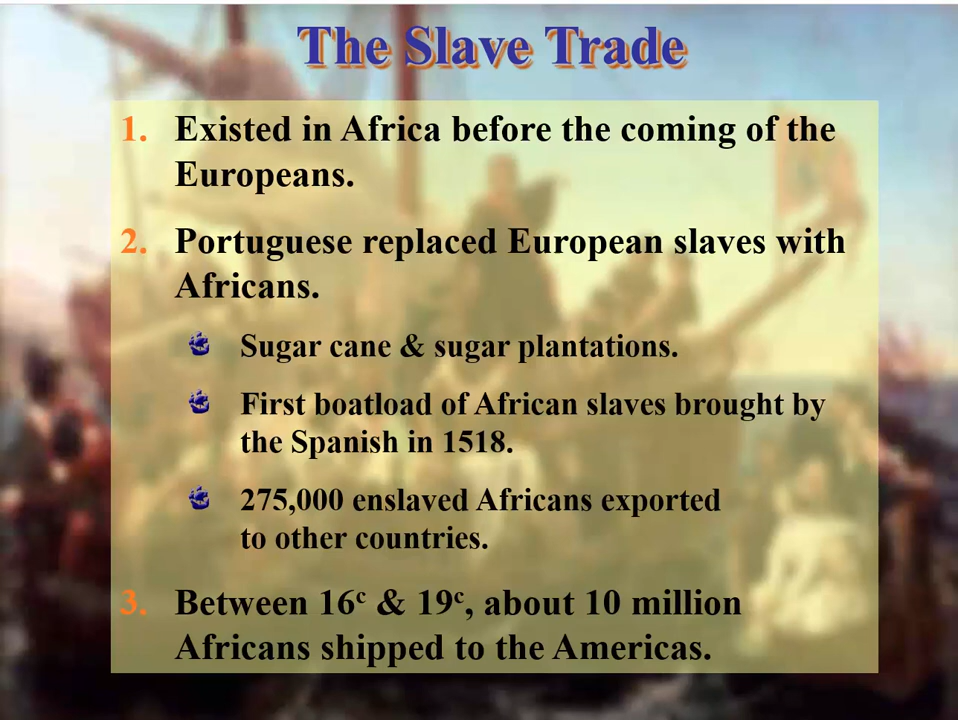 The Slave Trade
1. Existed in Africa before the coming of the
Europeans.
2. Portuguese replaced European slaves with
Africans.
Sugar cane & sugar plantations.
First boatload of African slaves brought by
the Spanish in 1518.
275,000 enslaved Africans exported
to other countries.
3. Between 16ᶜ & 19ᶜ, about 10 million
Africans shipped to the Americas.